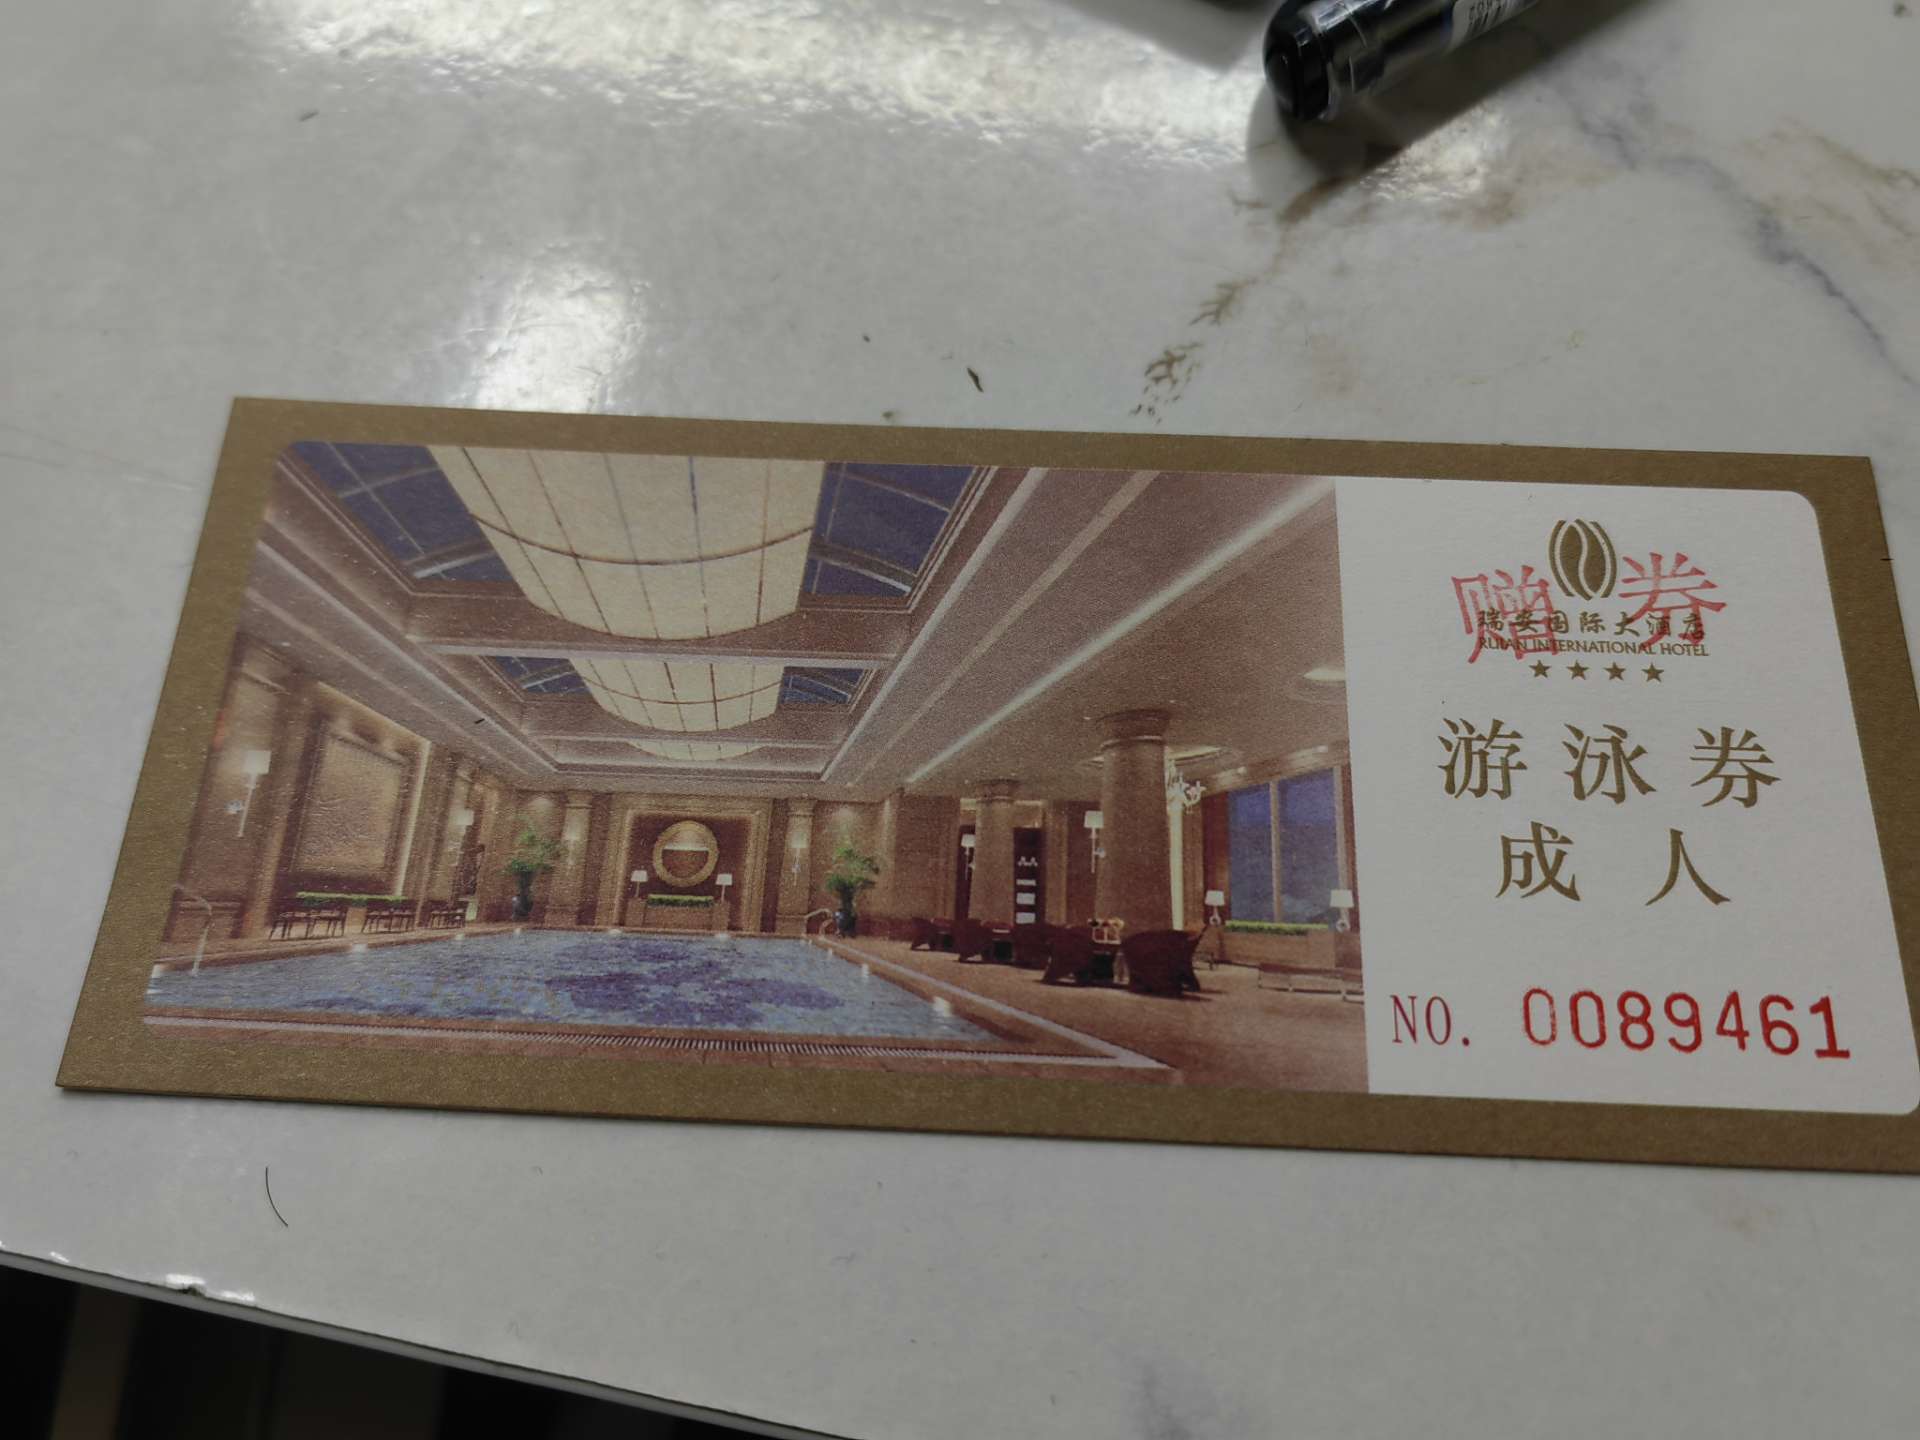 赠 券
瑞安国际大酒店
RUIAN INTERNATIONAL HOTEL
★★★★
游泳券
成人
NO. 0089461